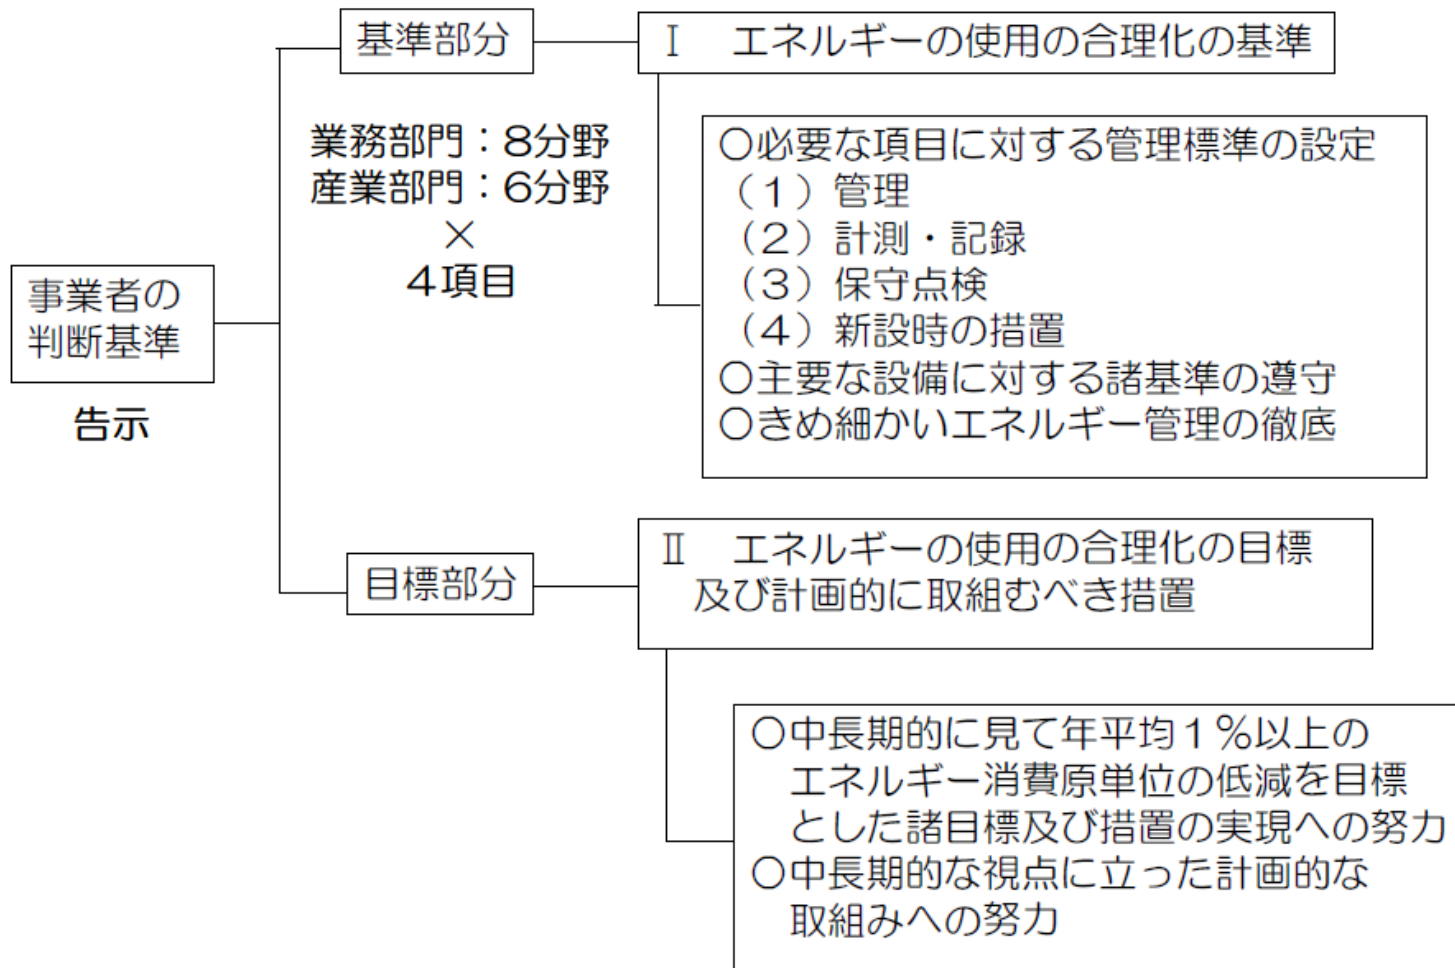 基準部分
Ⅰ　エネルギーの使用の合理化の基準
業務部門：8分野
産業部門：6分野
×
4項目
○必要な項目に対する管理標準の設定
（1）管理
（2）計測・記録
（3）保守点検
（4）新設時の措置
○主要な設備に対する諸基準の遵守
○きめ細かいエネルギー管理の徹底
事業者の
判断基準
告示
目標部分
Ⅱ　エネルギーの使用の合理化の目標
及び計画的に取組むべき措置
○中長期的に見て年平均１％以上の
エネルギー消費原単位の低減を目標
とした諸目標及び措置の実現への努力
○中長期的な視点に立った計画的な
取組みへの努力